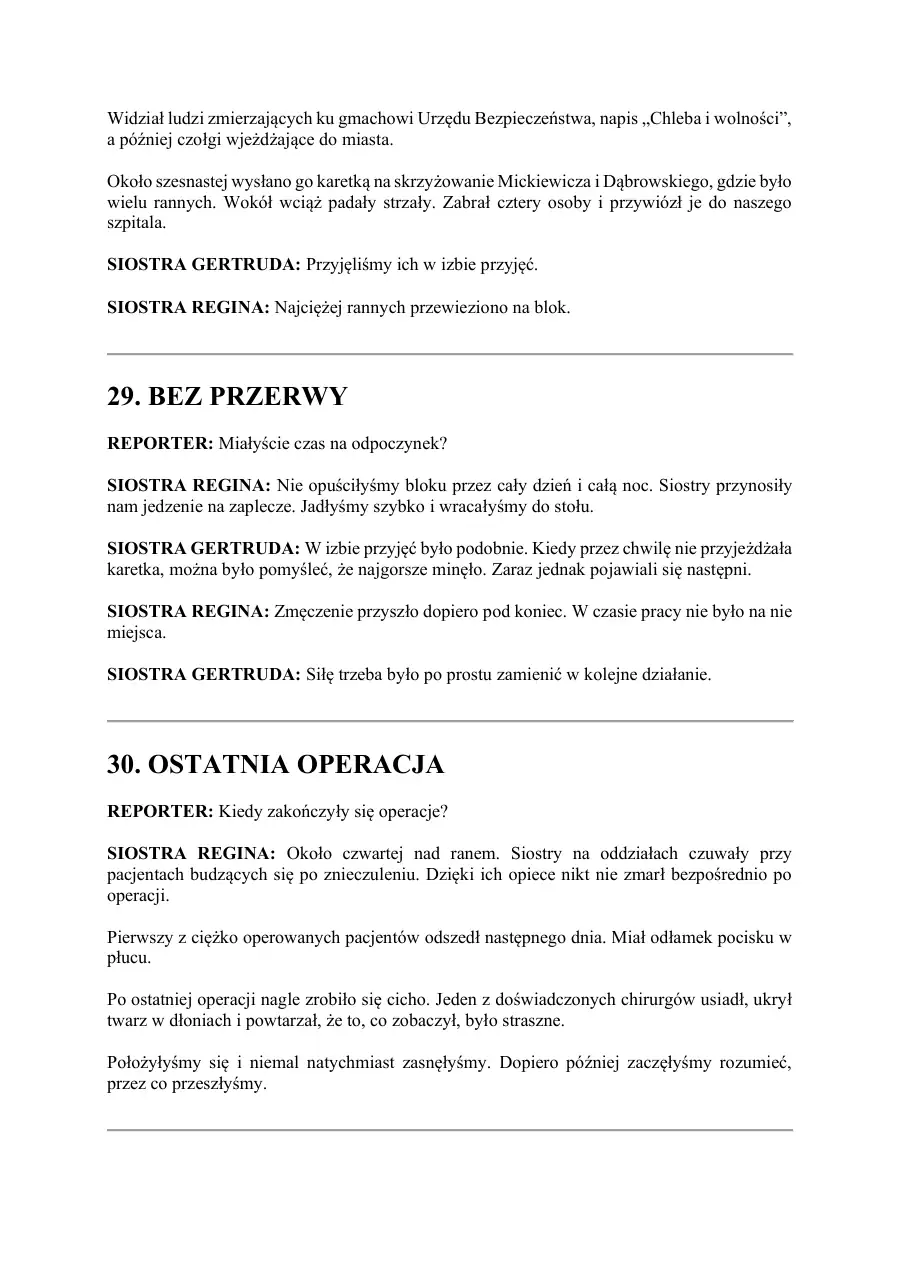 Widział ludzi zmierzających ku gmachowi Urzędu Bezpieczeństwa, napis „Chleba i wolności”,
a później czołgi wjeżdżające do miasta.
Około szesnastej wysłano go karetką na skrzyżowanie Mickiewicza i Dąbrowskiego, gdzie było
wielu rannych. Wokół wciąż padały strzały. Zabrał cztery osoby i przywiózł je do naszego
szpitala.
SIOSTRA GERTRUDA: Przyjęliśmy ich w izbie przyjęć.
SIOSTRA REGINA: Najciężej rannych przewieziono na blok.
29. BEZ PRZERWY
REPORTER: Miałyście czas na odpoczynek?
SIOSTRA REGINA: Nie opuściłyśmy bloku przez cały dzień i całą noc. Siostry przynosiły
nam jedzenie na zaplecze. Jadłyśmy szybko i wracałyśmy do stołu.
SIOSTRA GERTRUDA: W izbie przyjęć było podobnie. Kiedy przez chwilę nie przyjeżdżała
karetka, można było pomyśleć, że najgorsze minęło. Zaraz jednak pojawiali się następni.
SIOSTRA REGINA: Zmęczenie przyszło dopiero pod koniec. W czasie pracy nie było na nie
miejsca.
SIOSTRA GERTRUDA: Siłę trzeba było po prostu zamienić w kolejne działanie.
30. OSTATNIA OPERACJA
REPORTER: Kiedy zakończyły się operacje?
SIOSTRA REGINA: Około czwartej nad ranem. Siostry na oddziałach czuwały przy
pacjentach budzących się po znieczuleniu. Dzięki ich opiece nikt nie zmarł bezpośrednio po
operacji.
Pierwszy z ciężko operowanych pacjentów odszedł następnego dnia. Miał odłamek pocisku w
płucu.
Po ostatniej operacji nagle zrobiło się cicho. Jeden z doświadczonych chirurgów usiadł, ukrył
twarz w dłoniach i powtarzał, że to, co zobaczył, było straszne.
Położyłyśmy się i niemal natychmiast zasnęłyśmy. Dopiero później zaczęłyśmy rozumieć,
przez co przeszłyśmy.